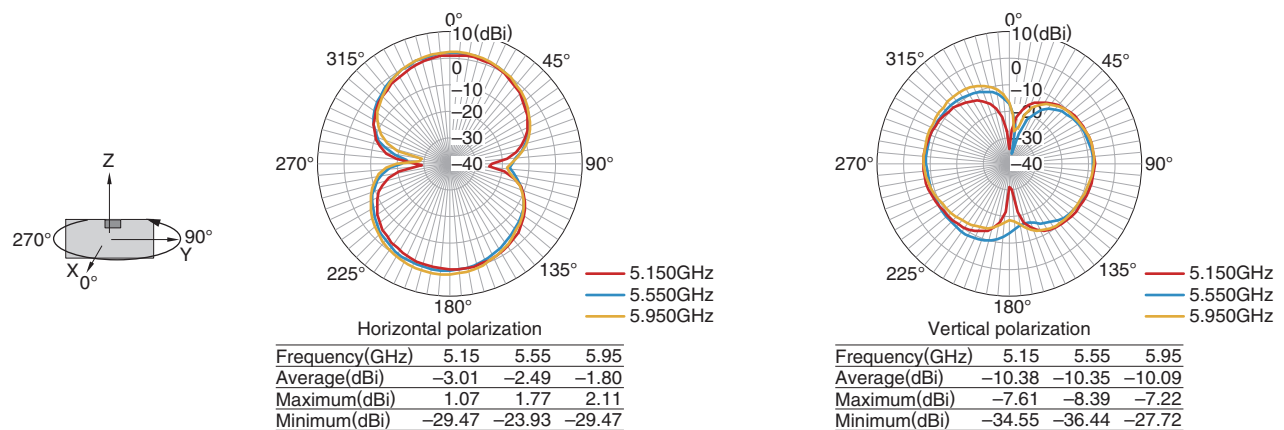 Z
270°
90°
Y
X
0°
0°
10(dBi)
315°
45°
0
–10
–20
–30
270°
–40
90°
225°
135°
180°
5.150GHz
5.550GHz
5.950GHz
Horizontal polarization
Frequency(GHz) 5.15 5.55 5.95
Average(dBi) –3.01 –2.49 –1.80
Maximum(dBi) 1.07 1.77 2.11
Minimum(dBi) –29.47 –23.93 –29.47
0°
10(dBi)
315°
45°
0
–10
–20
–30
270°
–40
90°
225°
135°
180°
5.150GHz
5.550GHz
5.950GHz
Vertical polarization
Frequency(GHz) 5.15 5.55 5.95
Average(dBi) –10.38 –10.35 –10.09
Maximum(dBi) –7.61 –8.39 –7.22
Minimum(dBi) –34.55 –36.44 –27.72